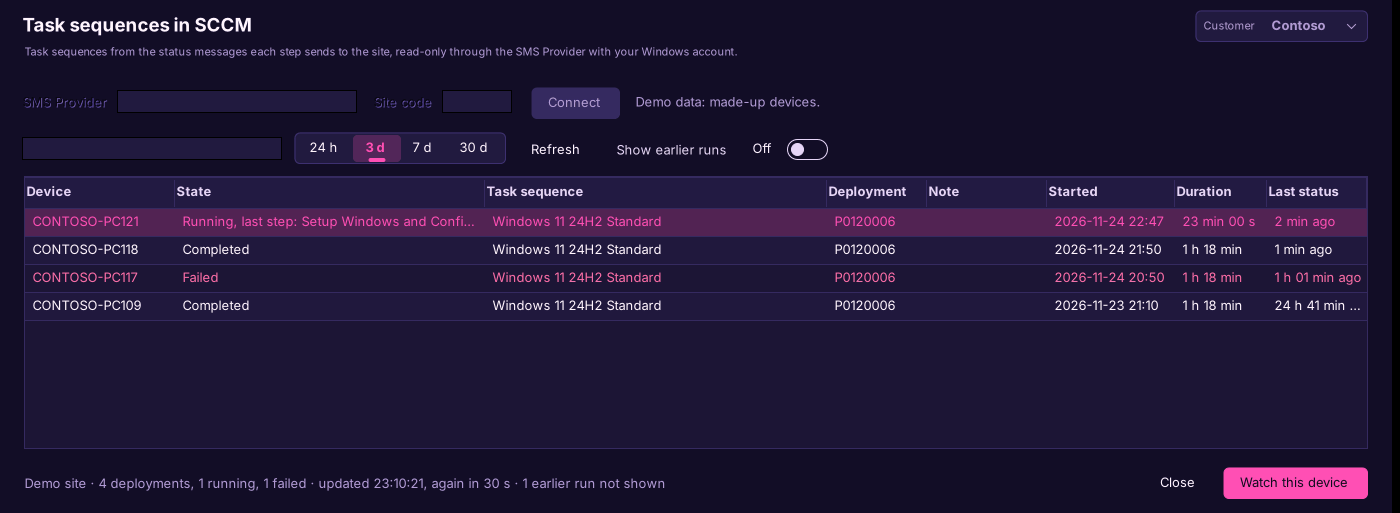 Task sequences in SCCM
Customer Contoso
Task sequences from the status messages each step sends to the site, read-only through the SMS Provider with your Windows account.
SMS Provider Site code Connect Demo data: made-up devices.
24 h 3 d 7 d 30 d Refresh Show earlier runs Off
Device State Task sequence Deployment Note Started Duration Last status
CONTOSO-PC121 Running, last step: Setup Windows and Confi... Windows 11 24H2 Standard P0120006 2026-11-24 22:47 23 min 00 s 2 min ago
CONTOSO-PC118 Completed Windows 11 24H2 Standard P0120006 2026-11-24 21:50 1 h 18 min 1 min ago
CONTOSO-PC117 Failed Windows 11 24H2 Standard P0120006 2026-11-24 20:50 1 h 18 min 1 h 01 min ago
CONTOSO-PC109 Completed Windows 11 24H2 Standard P0120006 2026-11-23 21:10 1 h 18 min 24 h 41 min ...
Demo site · 4 deployments, 1 running, 1 failed · updated 23:10:21, again in 30 s · 1 earlier run not shown
Close Watch this device